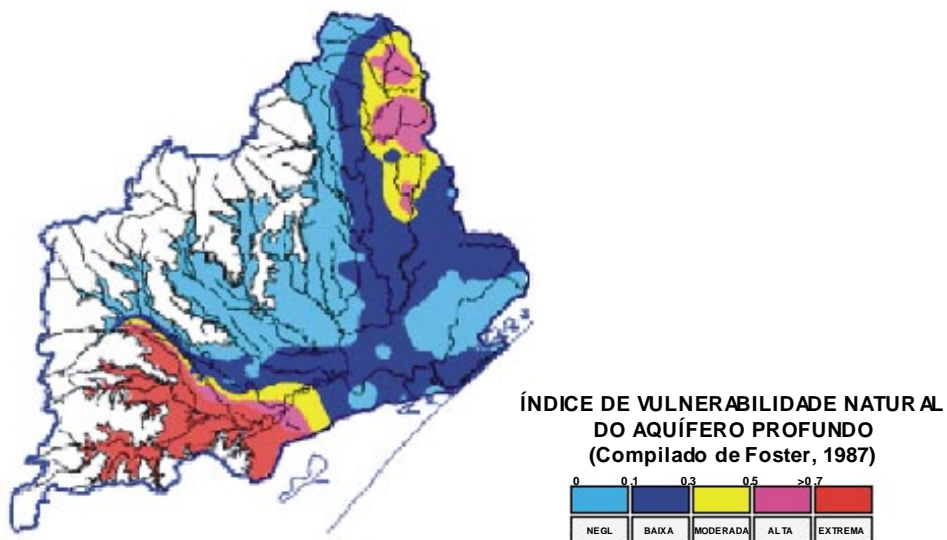 ÍNDICE DE VULNERABILIDADE NATURAL
DO AQUÍFERO PROFUNDO
(Compilado de Foster, 1987)
0 0,1 0,3 0,5 >0,7
NEGL BAIXA MODERADA ALTA EXTREMA